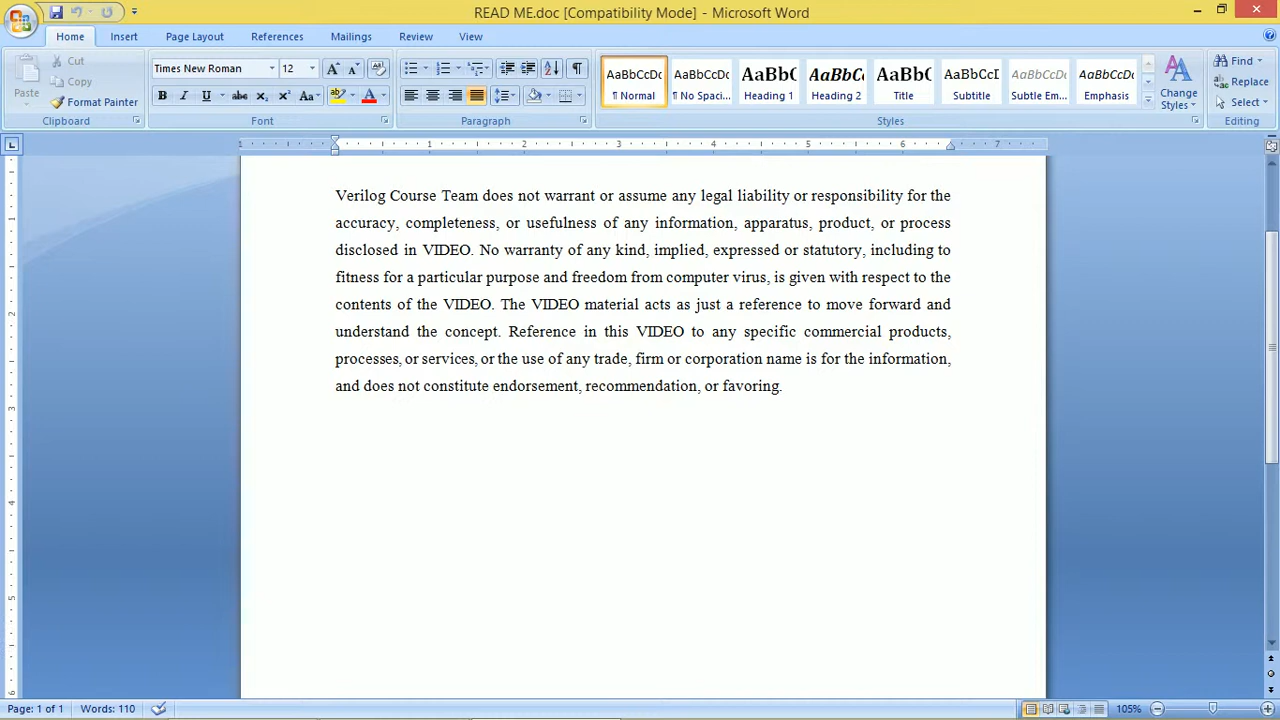 READ ME.doc [Compatibility Mode] - Microsoft Word
Home Insert Page Layout References Mailings Review View
Paste
Cut
Copy
Format Painter
Clipboard
Times New Roman 12
Font
Paragraph
AaBbCcDc AaBbCcDc AaBbC AaBbCc AaBbC AaBbCcI AaBbCcDc AaBbCcDc
¶ Normal ¶ No Spaci... Heading 1 Heading 2 Title Subtitle Subtle Em... Emphasis
Change Styles
Styles
Find
Replace
Select
Editing
1 1 2 3 4 5 6 7
Verilog Course Team does not warrant or assume any legal liability or responsibility for the
accuracy, completeness, or usefulness of any information, apparatus, product, or process
disclosed in VIDEO. No warranty of any kind, implied, expressed or statutory, including to
fitness for a particular purpose and freedom from computer virus, is given with respect to the
contents of the VIDEO. The VIDEO material acts as just a reference to move forward and
understand the concept. Reference in this VIDEO to any specific commercial products,
processes, or services, or the use of any trade, firm or corporation name is for the information,
and does not constitute endorsement, recommendation, or favoring.
Page: 1 of 1 Words: 110 105%